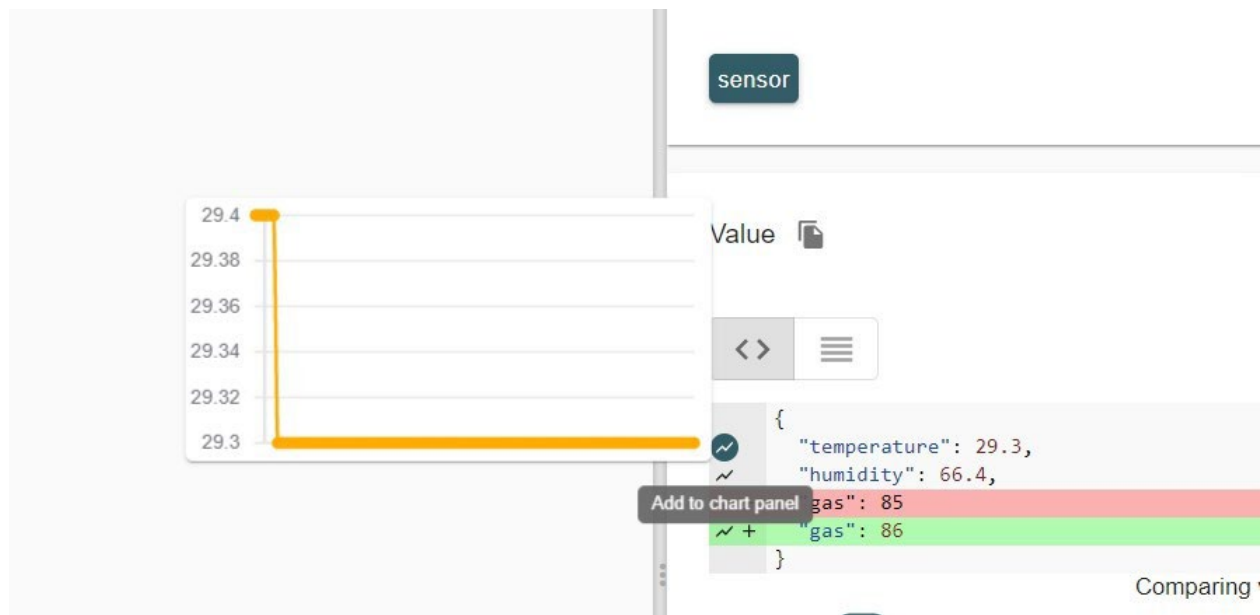 sensor
29.4
29.38
29.36
29.34
29.32
29.3
Value
{
"temperature": 29.3,
"humidity": 66.4,
Add to chart panel
gas": 85
+ "gas": 86
}
Comparing